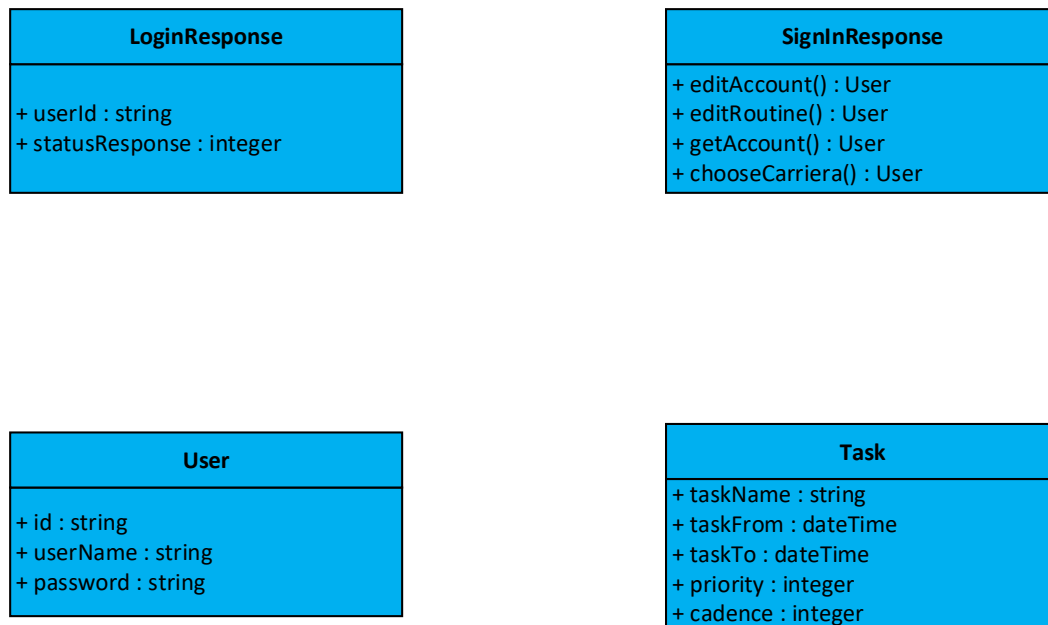 LoginResponse
+ userId : string
+ statusResponse : integer
SignInResponse
+ editAccount() : User
+ editRoutine() : User
+ getAccount() : User
+ chooseCarriera() : User
User
+ id : string
+ userName : string
+ password : string
Task
+ taskName : string
+ taskFrom : dateTime
+ taskTo : dateTime
+ priority : integer
+ cadence : integer